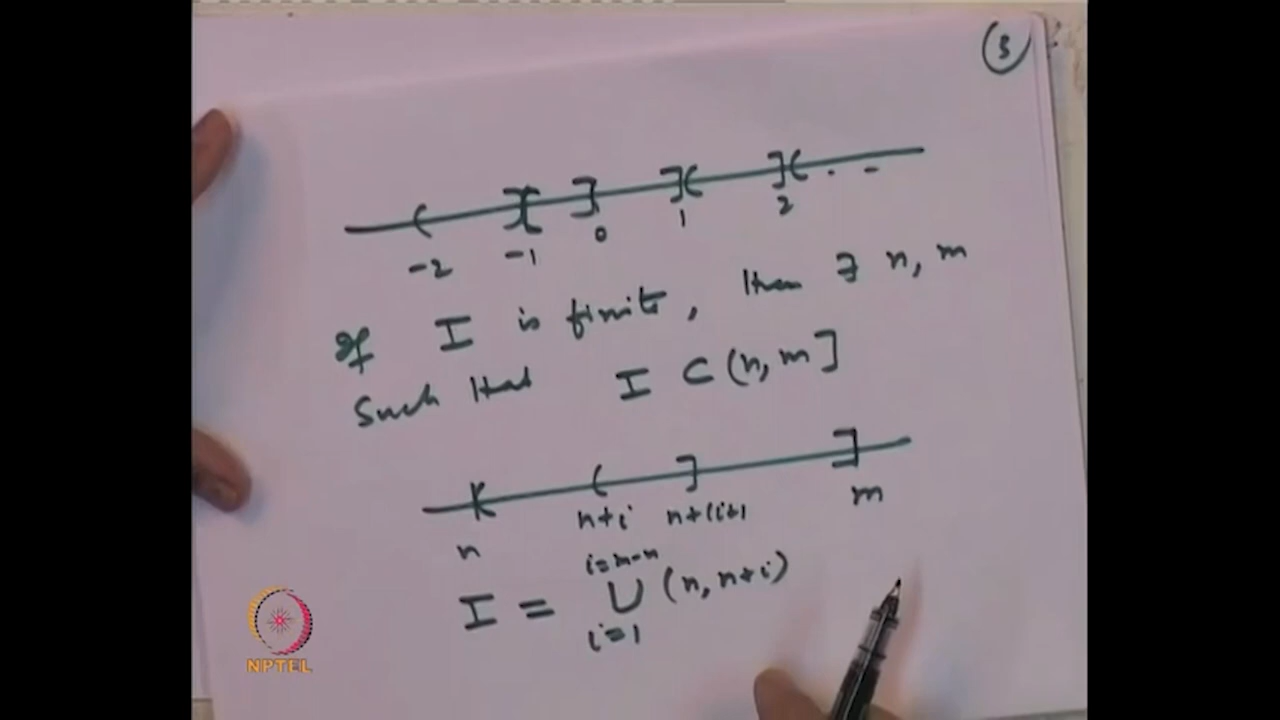 3
( ][ ] ]( ]( . -
-2 -1 0 1 2
If I is finite, then ∃ n, m
Such that I ⊂ (n, m]
( ( ] ]
n n+i n+(i+1 m
i=m-n
I = ∪ (n, n+i)
i=1
NPTEL